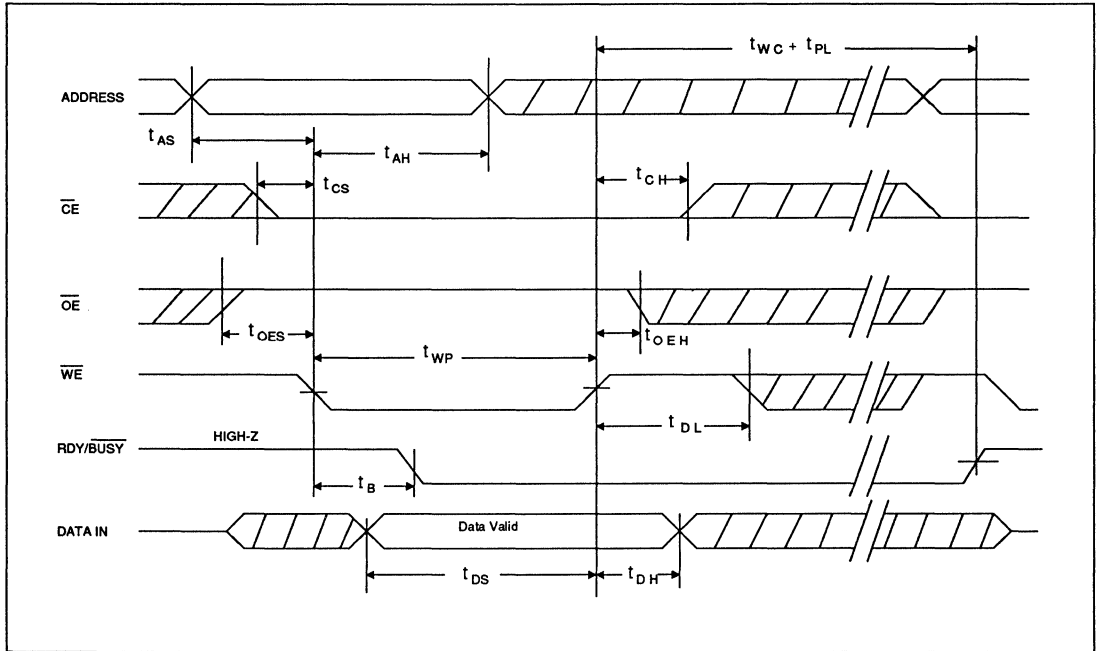 t WC + t PL
ADDRESS
t AS
t AH
t CS
t CH
CE
OE
t OES
t OEH
t WP
WE
t DL
HIGH-Z
RDY/BUSY
t B
DATA IN
Data Valid
t DS
t DH